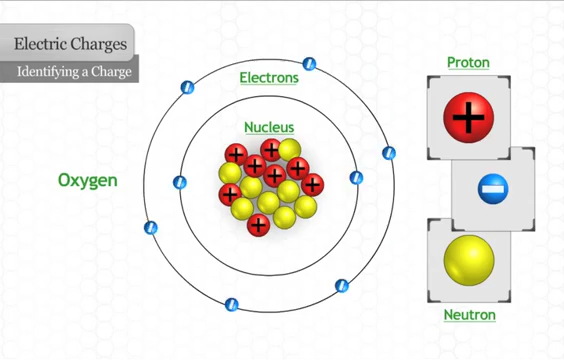 Electric Charges
Identifying a Charge
Electrons
Nucleus
Oxygen
Proton
Neutron